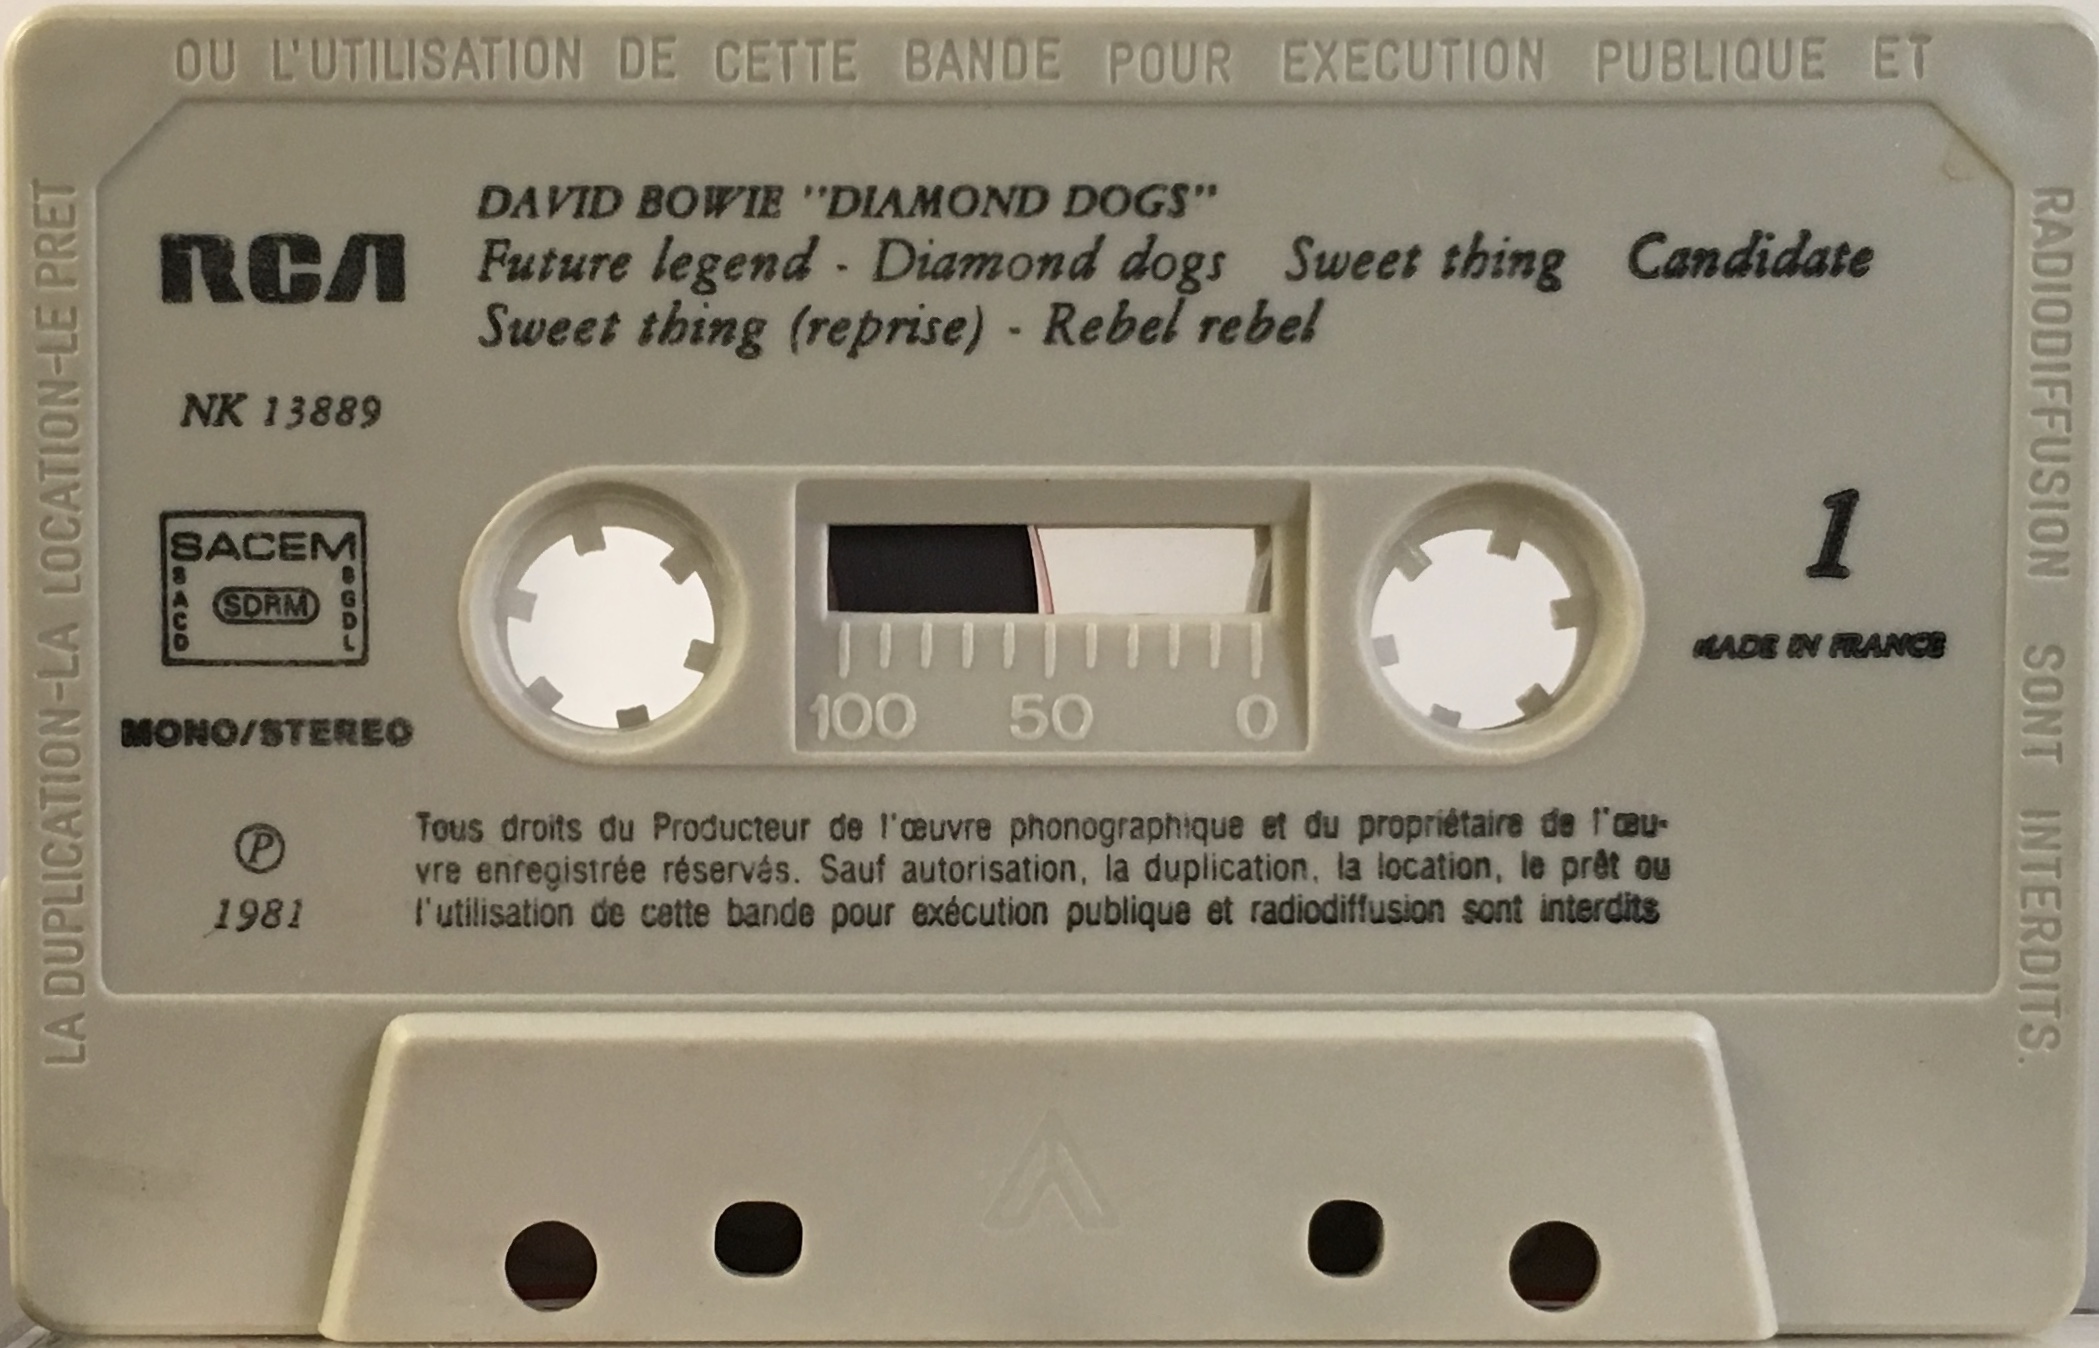 OU L'UTILISATION DE CETTE BANDE POUR EXECUTION PUBLIQUE ET
LA DUPLICATION-LA LOCATION-LE PRET
RADIODIFFUSION SONT INTERDITS.
RCA
DAVID BOWIE "DIAMOND DOGS"
Future legend - Diamond dogs Sweet thing Candidate
Sweet thing (reprise) - Rebel rebel
NK 13889
SACEM
SACD
SDRM
SGDL
MONO/STEREO
1
MADE IN FRANCE
100 50 0
℗
1981
Tous droits du Producteur de l'œuvre phonographique et du propriétaire de l'œu-
vre enregistrée réservés. Sauf autorisation, la duplication, la location, le prêt ou
l'utilisation de cette bande pour exécution publique et radiodiffusion sont interdits